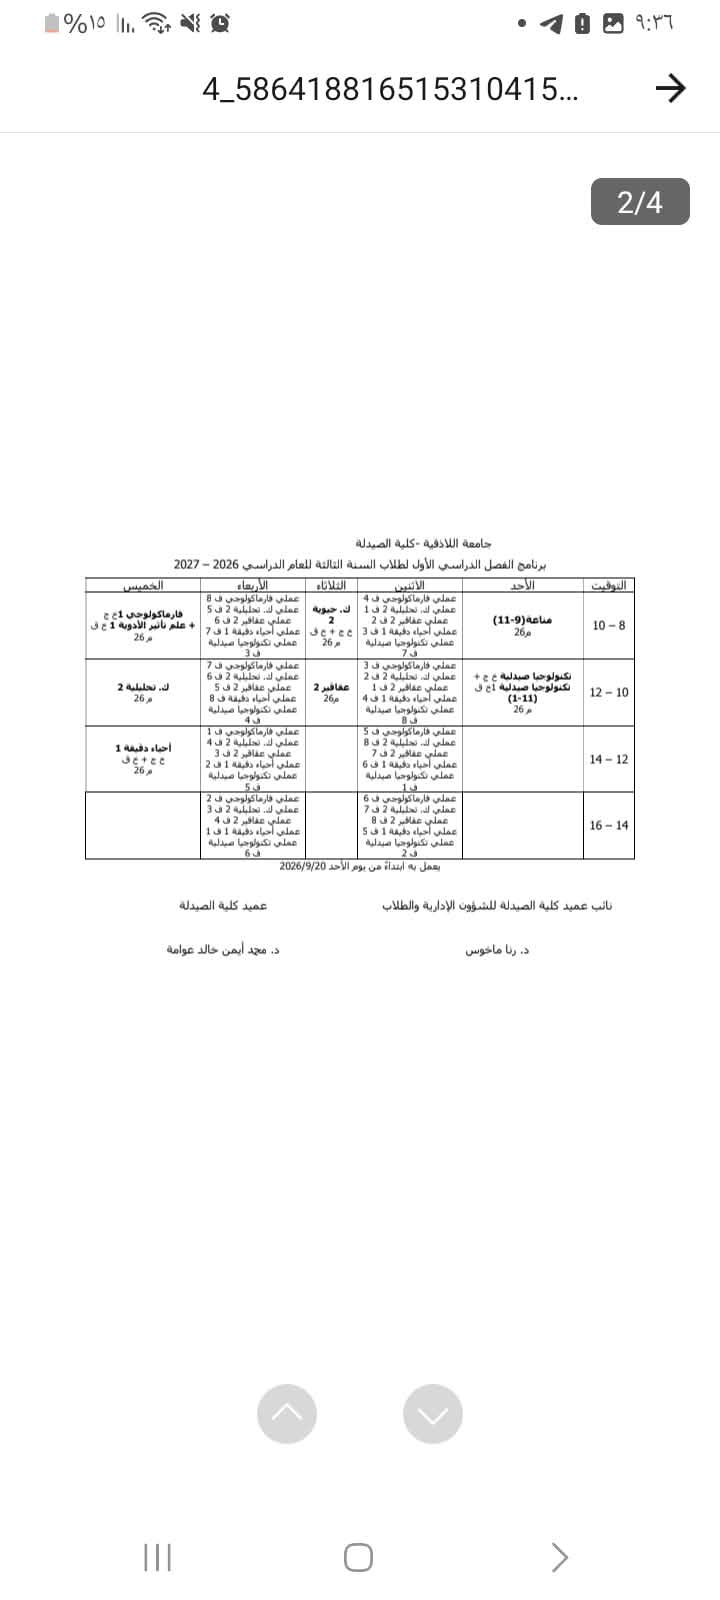 %١٥
٩:٣٦
4_586418816515310415...
2/4
جامعة اللاذقية -كلية الصيدلة
برنامج الفصل الدراسي الأول لطلاب السنة الثالثة للعام الدراسي 2026 – 2027
التوقيت الأحد الاثنين الثلاثاء الأربعاء الخميس
8 – 10
مناعة(9-11)
م26
عملي فارماكولوجي ف 4
عملي ك. تحليلية 2 ف 1
عملي عقاقير 2 ف 2
عملي أحياء دقيقة 1 ف 3
عملي تكنولوجيا صيدلية
ف 7
ك. حيوية
2
ع ج + ع ق
م 26
عملي فارماكولوجي ف 8
عملي ك. تحليلية 2 ف 5
عملي عقاقير 2 ف 6
عملي أحياء دقيقة 1 ف 7
عملي تكنولوجيا صيدلية
ف 3
فارماكولوجي 1ع ج
+ علم تأثير الأدوية 1 ع ق
م 26
10 – 12
تكنولوجيا صيدلية ع ج +
تكنولوجيا صيدلية 1ع ق
(11-1)
م 26
عملي فارماكولوجي ف 3
عملي ك. تحليلية 2 ف 2
عملي عقاقير 2 ف 1
عملي أحياء دقيقة 1 ف 4
عملي تكنولوجيا صيدلية
ف 8
عقاقير 2
م26
عملي فارماكولوجي ف 7
عملي ك. تحليلية 2 ف 6
عملي عقاقير 2 ف 5
عملي أحياء دقيقة ف 8
عملي تكنولوجيا صيدلية
ف 4
ك. تحليلية 2
م 26
12 – 14
عملي فارماكولوجي ف 5
عملي ك. تحليلية 2 ف 8
عملي عقاقير 2 ف 7
عملي أحياء دقيقة 1 ف 6
عملي تكنولوجيا صيدلية
ف 1
عملي فارماكولوجي ف 1
عملي ك. تحليلية 2 ف 4
عملي عقاقير 2 ف 3
عملي أحياء دقيقة 1 ف 2
عملي تكنولوجيا صيدلية
ف 5
أحياء دقيقة 1
ع ج + ع ق
م 26
14 – 16
عملي فارماكولوجي ف 6
عملي ك. تحليلية 2 ف 7
عملي عقاقير 2 ف 8
عملي أحياء دقيقة 1 ف 5
عملي تكنولوجيا صيدلية
ف 2
عملي فارماكولوجي ف 2
عملي ك. تحليلية 2 ف 3
عملي عقاقير 2 ف 4
عملي أحياء دقيقة 1 ف 1
عملي تكنولوجيا صيدلية
ف 6
يعمل به ابتداءً من يوم الأحد 2026/9/20
نائب عميد كلية الصيدلة للشؤون الإدارية والطلاب
عميد كلية الصيدلة
د. رنا ماخوس
د. محمد أيمن خالد عوامة